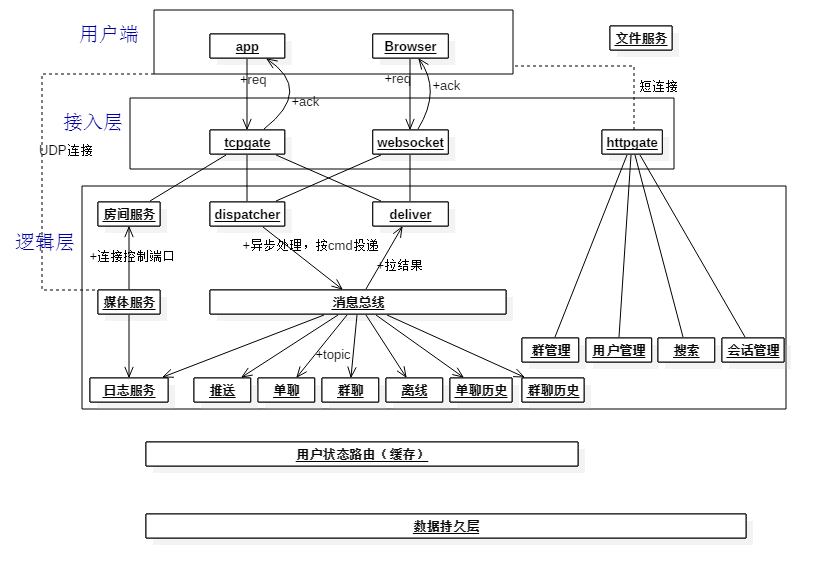 用户端
app
Browser
文件服务
+req
+ack
+req
+ack
短连接
接入层
tcpgate
websocket
httpgate
UDP连接
房间服务
dispatcher
deliver
逻辑层
+连接控制端口
+异步处理，按cmd投递
+拉结果
媒体服务
消息总线
群管理
用户管理
搜索
会话管理
+topic
日志服务
推送
单聊
群聊
离线
单聊历史
群聊历史
用户状态路由（缓存）
数据持久层